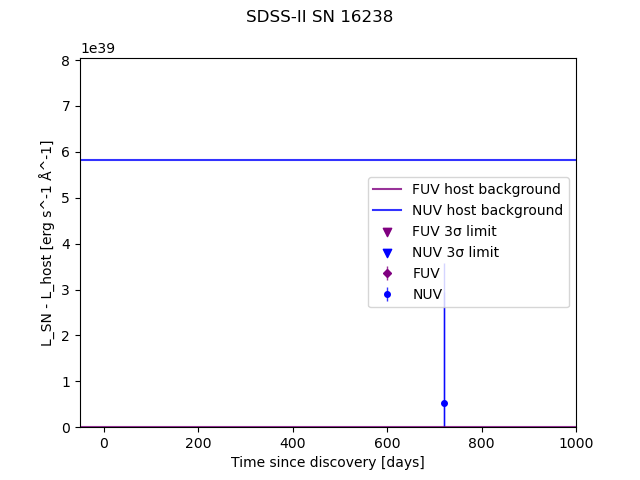 SDSS-II SN 16238
1e39
8
7
6
5
4
3
2
1
0
L_SN - L_host [erg s^-1 Å^-1]
FUV host background
NUV host background
FUV 3σ limit
NUV 3σ limit
FUV
NUV
0 200 400 600 800 1000
Time since discovery [days]